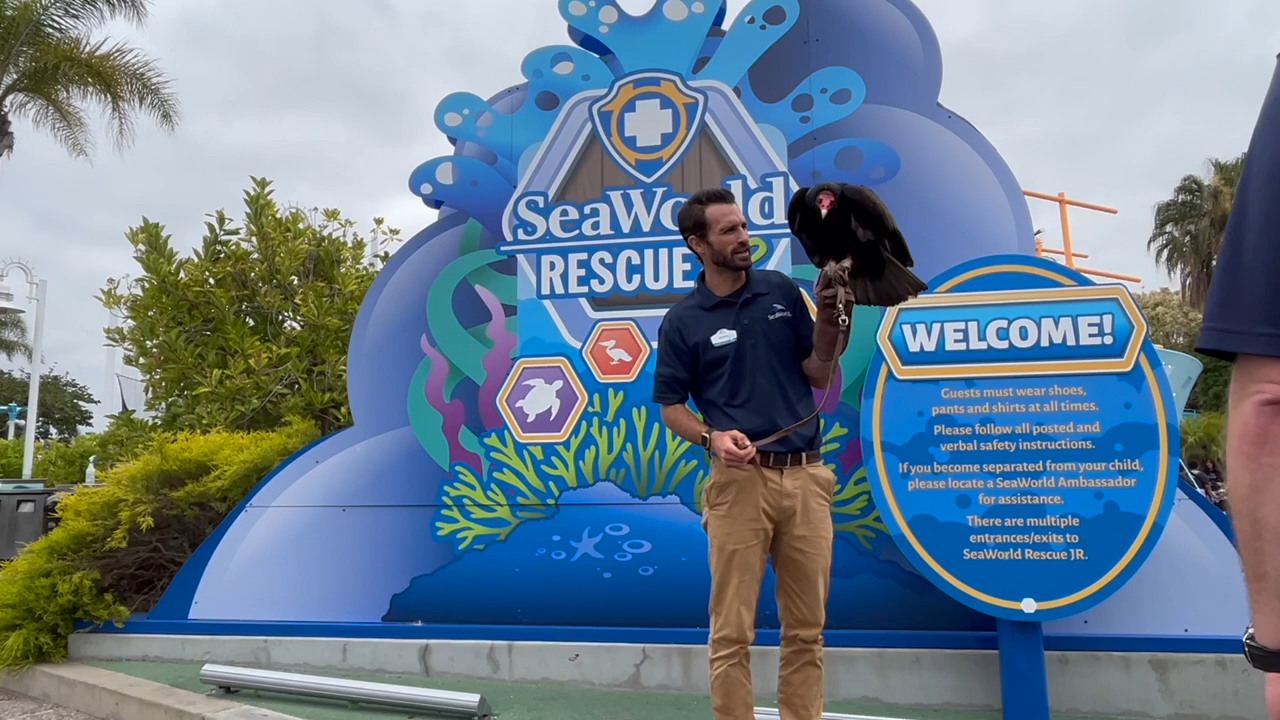 SeaWorld
RESCUE
SeaWorld
WELCOME!
Guests must wear shoes,
pants and shirts at all times.
Please follow all posted and
verbal safety instructions.
If you become separated from your child,
please locate a SeaWorld Ambassador
for assistance.
There are multiple
entrances/exits to
SeaWorld Rescue JR.